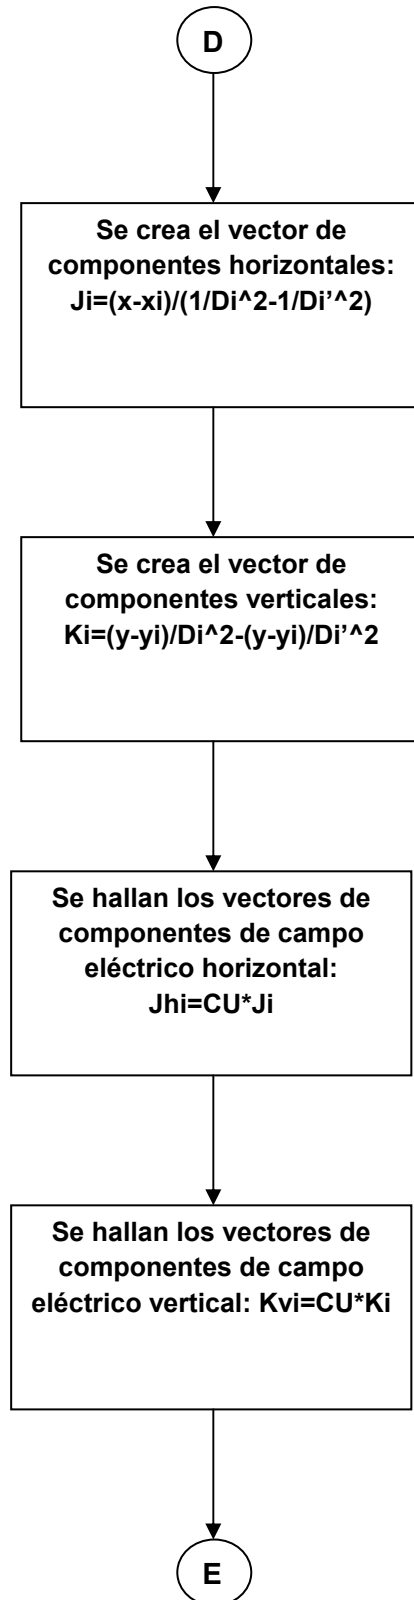 D
Se crea el vector de
componentes horizontales:
Ji=(x-xi)/(1/Di^2-1/Di’^2)
Se crea el vector de
componentes verticales:
Ki=(y-yi)/Di^2-(y-yi)/Di’^2
Se hallan los vectores de
componentes de campo
eléctrico horizontal:
Jhi=CU*Ji
Se hallan los vectores de
componentes de campo
eléctrico vertical: Kvi=CU*Ki
E